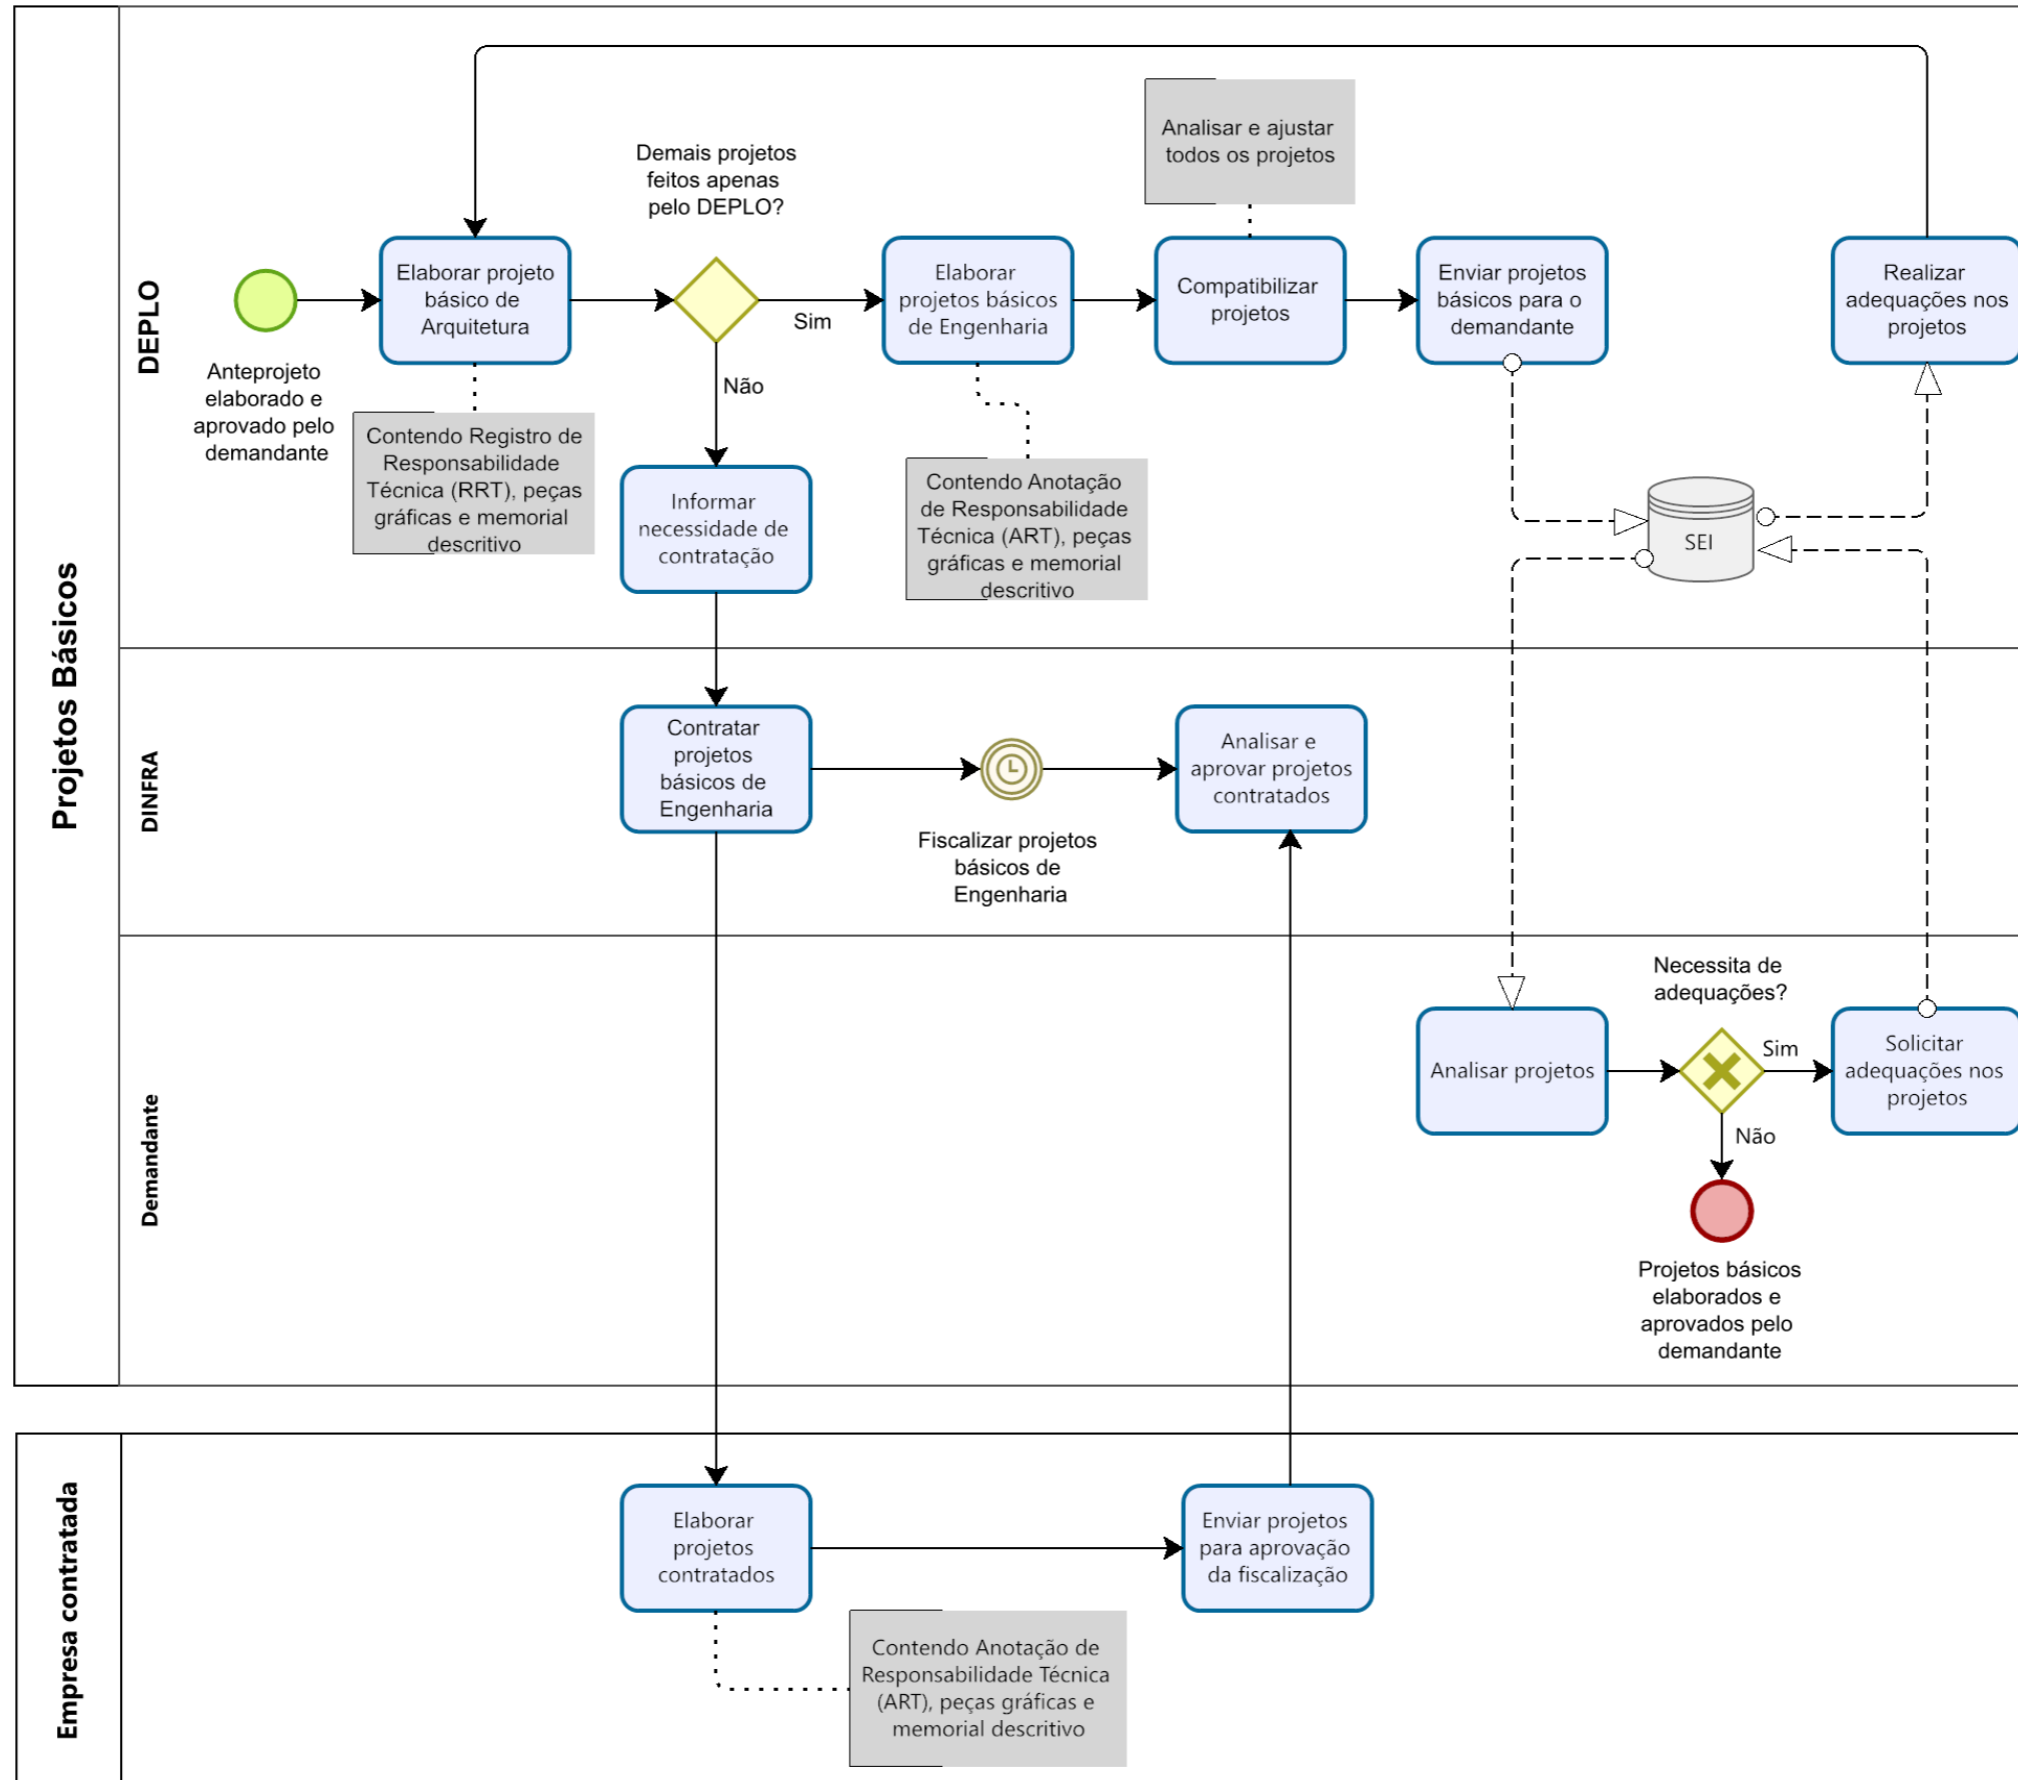 Projetos Básicos
DEPLO
Anteprojeto
elaborado e
aprovado pelo
demandante
Elaborar projeto
básico de
Arquitetura
Contendo Registro de
Responsabilidade
Técnica (RRT), peças
gráficas e memorial
descritivo
Demais projetos
feitos apenas
pelo DEPLO?
Sim
Não
Informar
necessidade de
contratação
Elaborar
projetos básicos
de Engenharia
Contendo Anotação
de Responsabilidade
Técnica (ART), peças
gráficas e memorial
descritivo
Analisar e ajustar
todos os projetos
Compatibilizar
projetos
Enviar projetos
básicos para o
demandante
SEI
Realizar
adequações nos
projetos
DINFRA
Contratar
projetos
básicos de
Engenharia
Fiscalizar projetos
básicos de
Engenharia
Analisar e
aprovar projetos
contratados
Demandante
Analisar projetos
Necessita de
adequações?
Sim
Não
Solicitar
adequações nos
projetos
Projetos básicos
elaborados e
aprovados pelo
demandante
Empresa contratada
Elaborar
projetos
contratados
Contendo Anotação de
Responsabilidade Técnica
(ART), peças gráficas e
memorial descritivo
Enviar projetos
para aprovação
da fiscalização